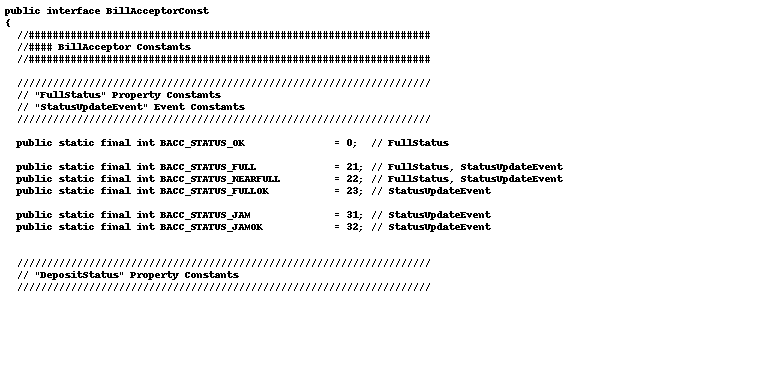 public interface BillAcceptorConst
{
//###################################################################
//#### BillAcceptor Constants
//###################################################################
/////////////////////////////////////////////////////////////////////
// "FullStatus" Property Constants
// "StatusUpdateEvent" Event Constants
/////////////////////////////////////////////////////////////////////
public static final int BACC_STATUS_OK = 0; // FullStatus
public static final int BACC_STATUS_FULL = 21; // FullStatus, StatusUpdateEvent
public static final int BACC_STATUS_NEARFULL = 22; // FullStatus, StatusUpdateEvent
public static final int BACC_STATUS_FULLOK = 23; // StatusUpdateEvent
public static final int BACC_STATUS_JAM = 31; // StatusUpdateEvent
public static final int BACC_STATUS_JAMOK = 32; // StatusUpdateEvent
/////////////////////////////////////////////////////////////////////
// "DepositStatus" Property Constants
/////////////////////////////////////////////////////////////////////